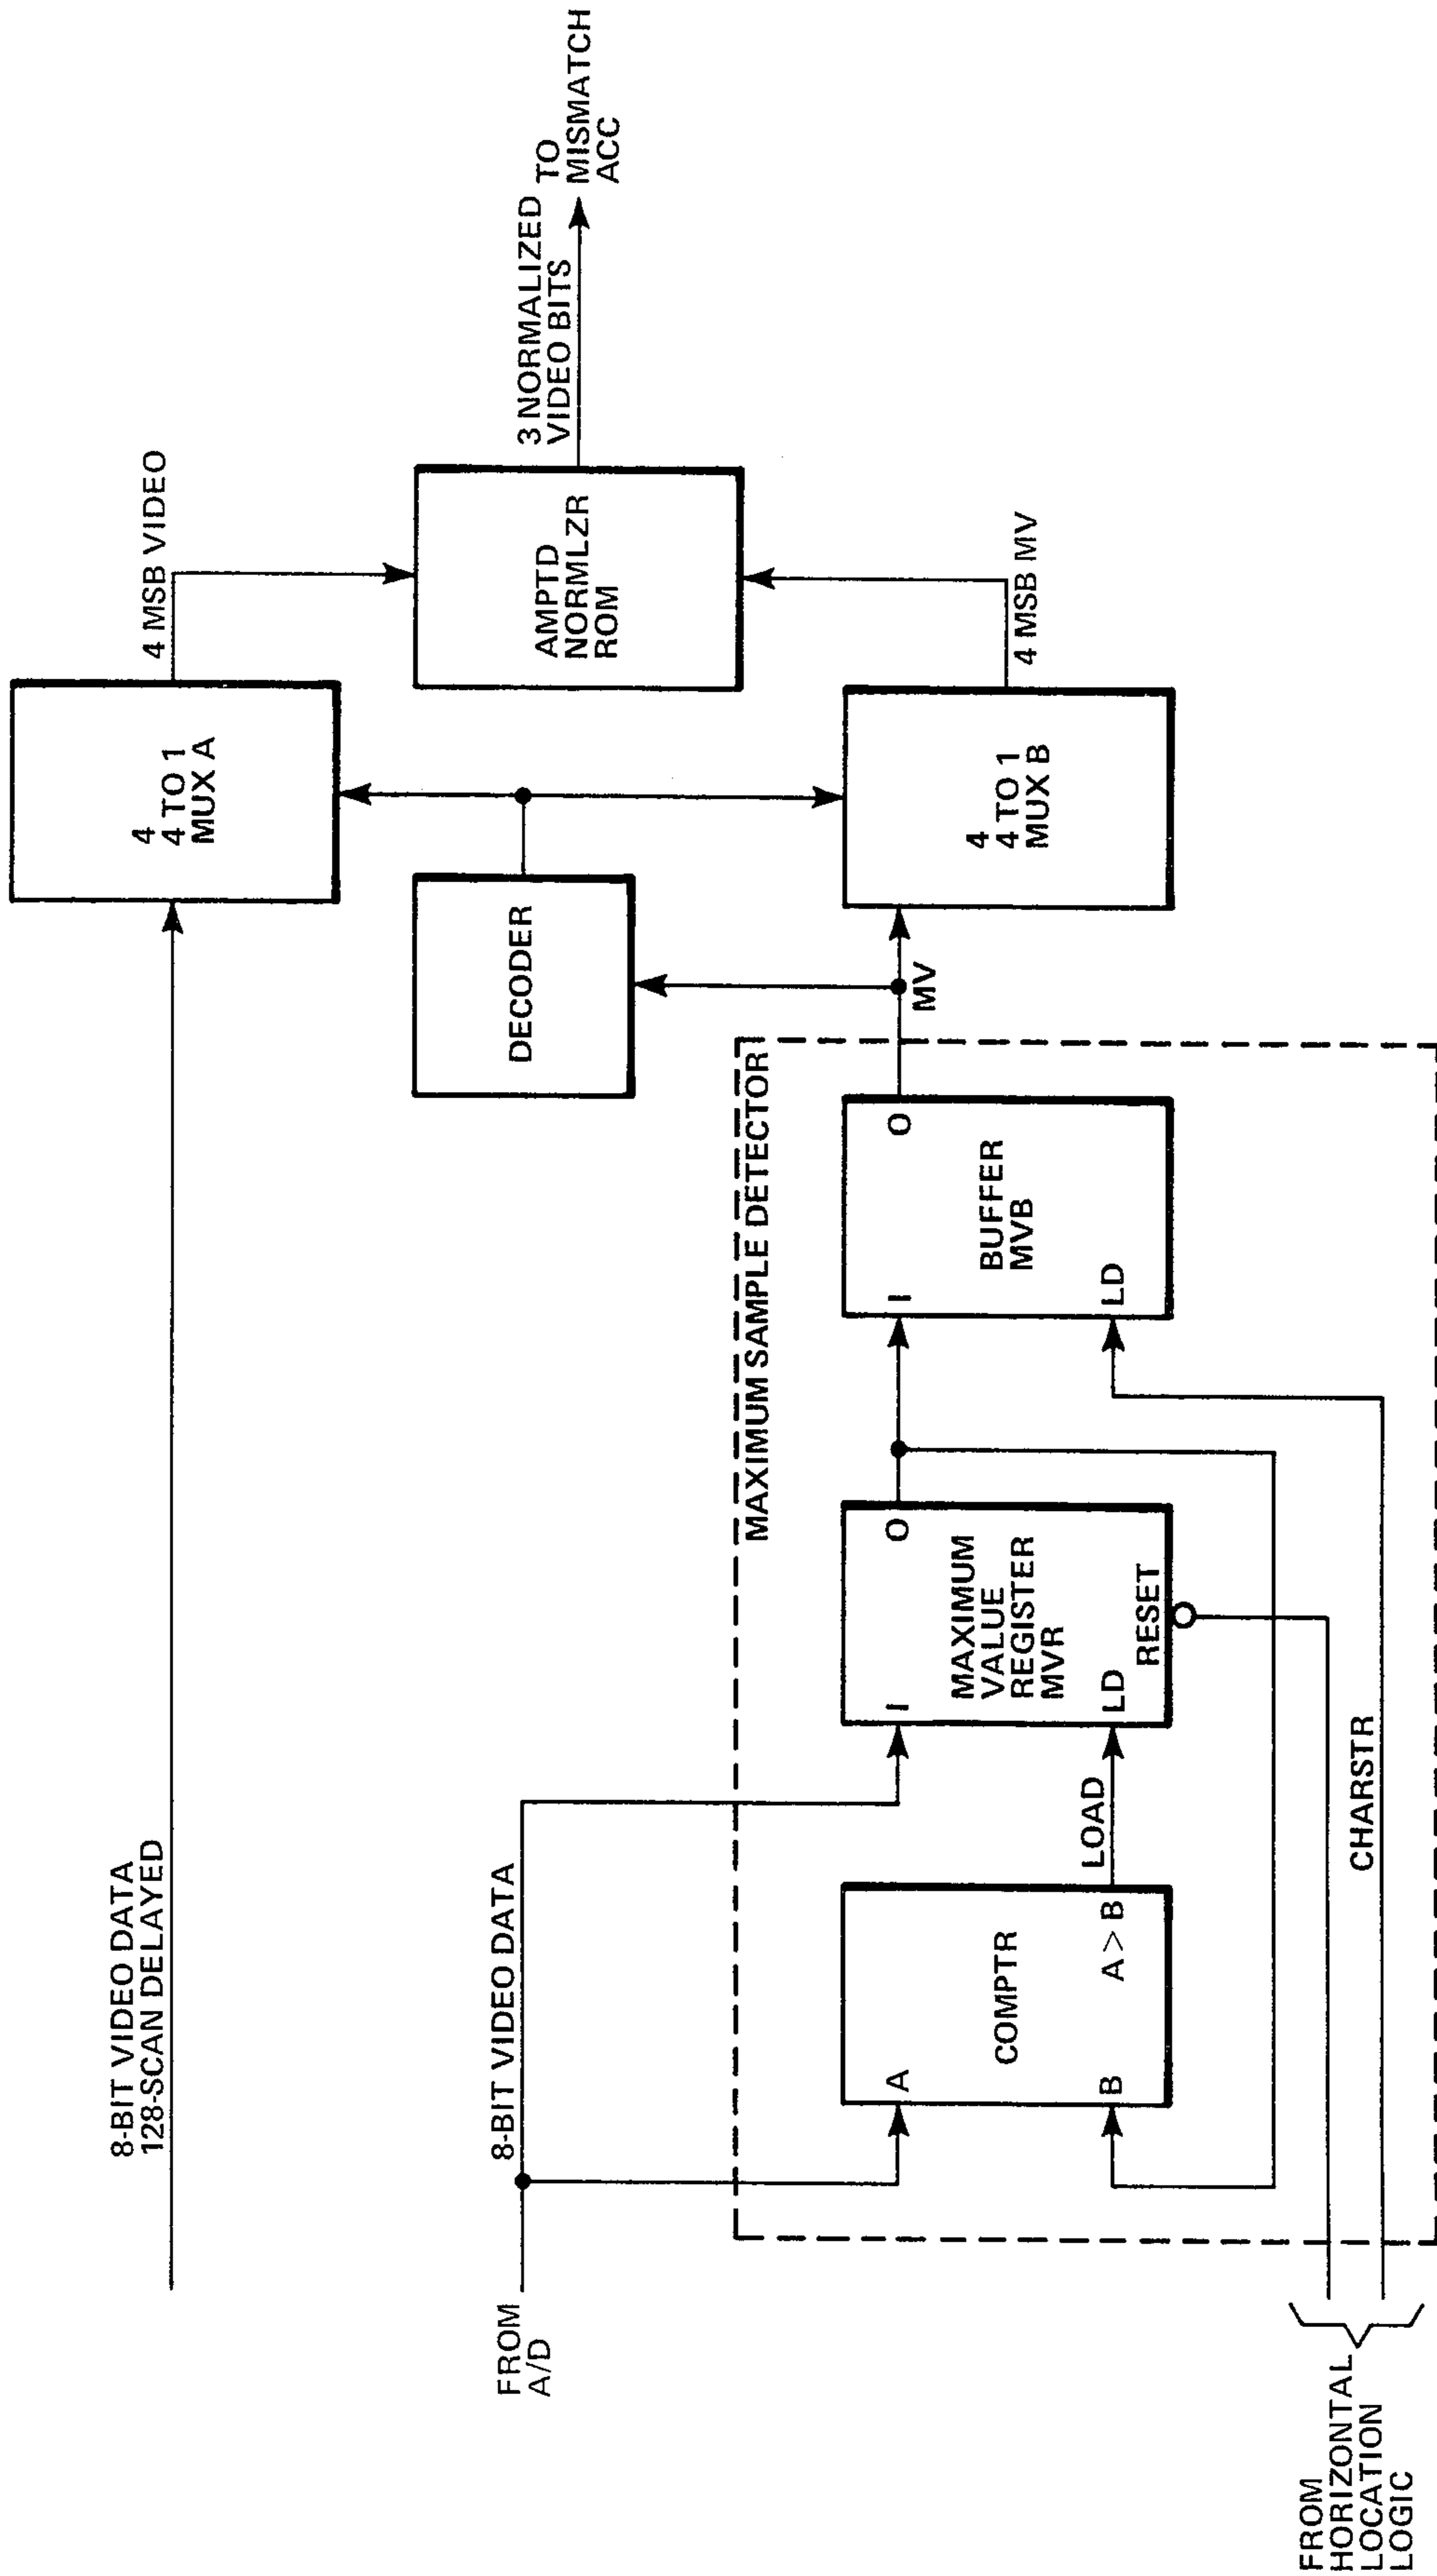 8-BIT VIDEO DATA
128-SCAN DELAYED
4
4 TO 1
MUX A
4 MSB VIDEO
FROM
A/D
8-BIT VIDEO DATA
DECODER
AMPTD
NORMLZR
ROM
3 NORMALIZED
VIDEO BITS
TO
MISMATCH
ACC
MAXIMUM SAMPLE DETECTOR
A
B
COMPTR
A>B
LOAD
I
LD
MAXIMUM
VALUE
REGISTER
MVR
RESET
O
I
LD
BUFFER
MVB
O
MV
4
4 TO 1
MUX B
4 MSB MV
CHARSTR
FROM
HORIZONTAL
LOCATION
LOGIC